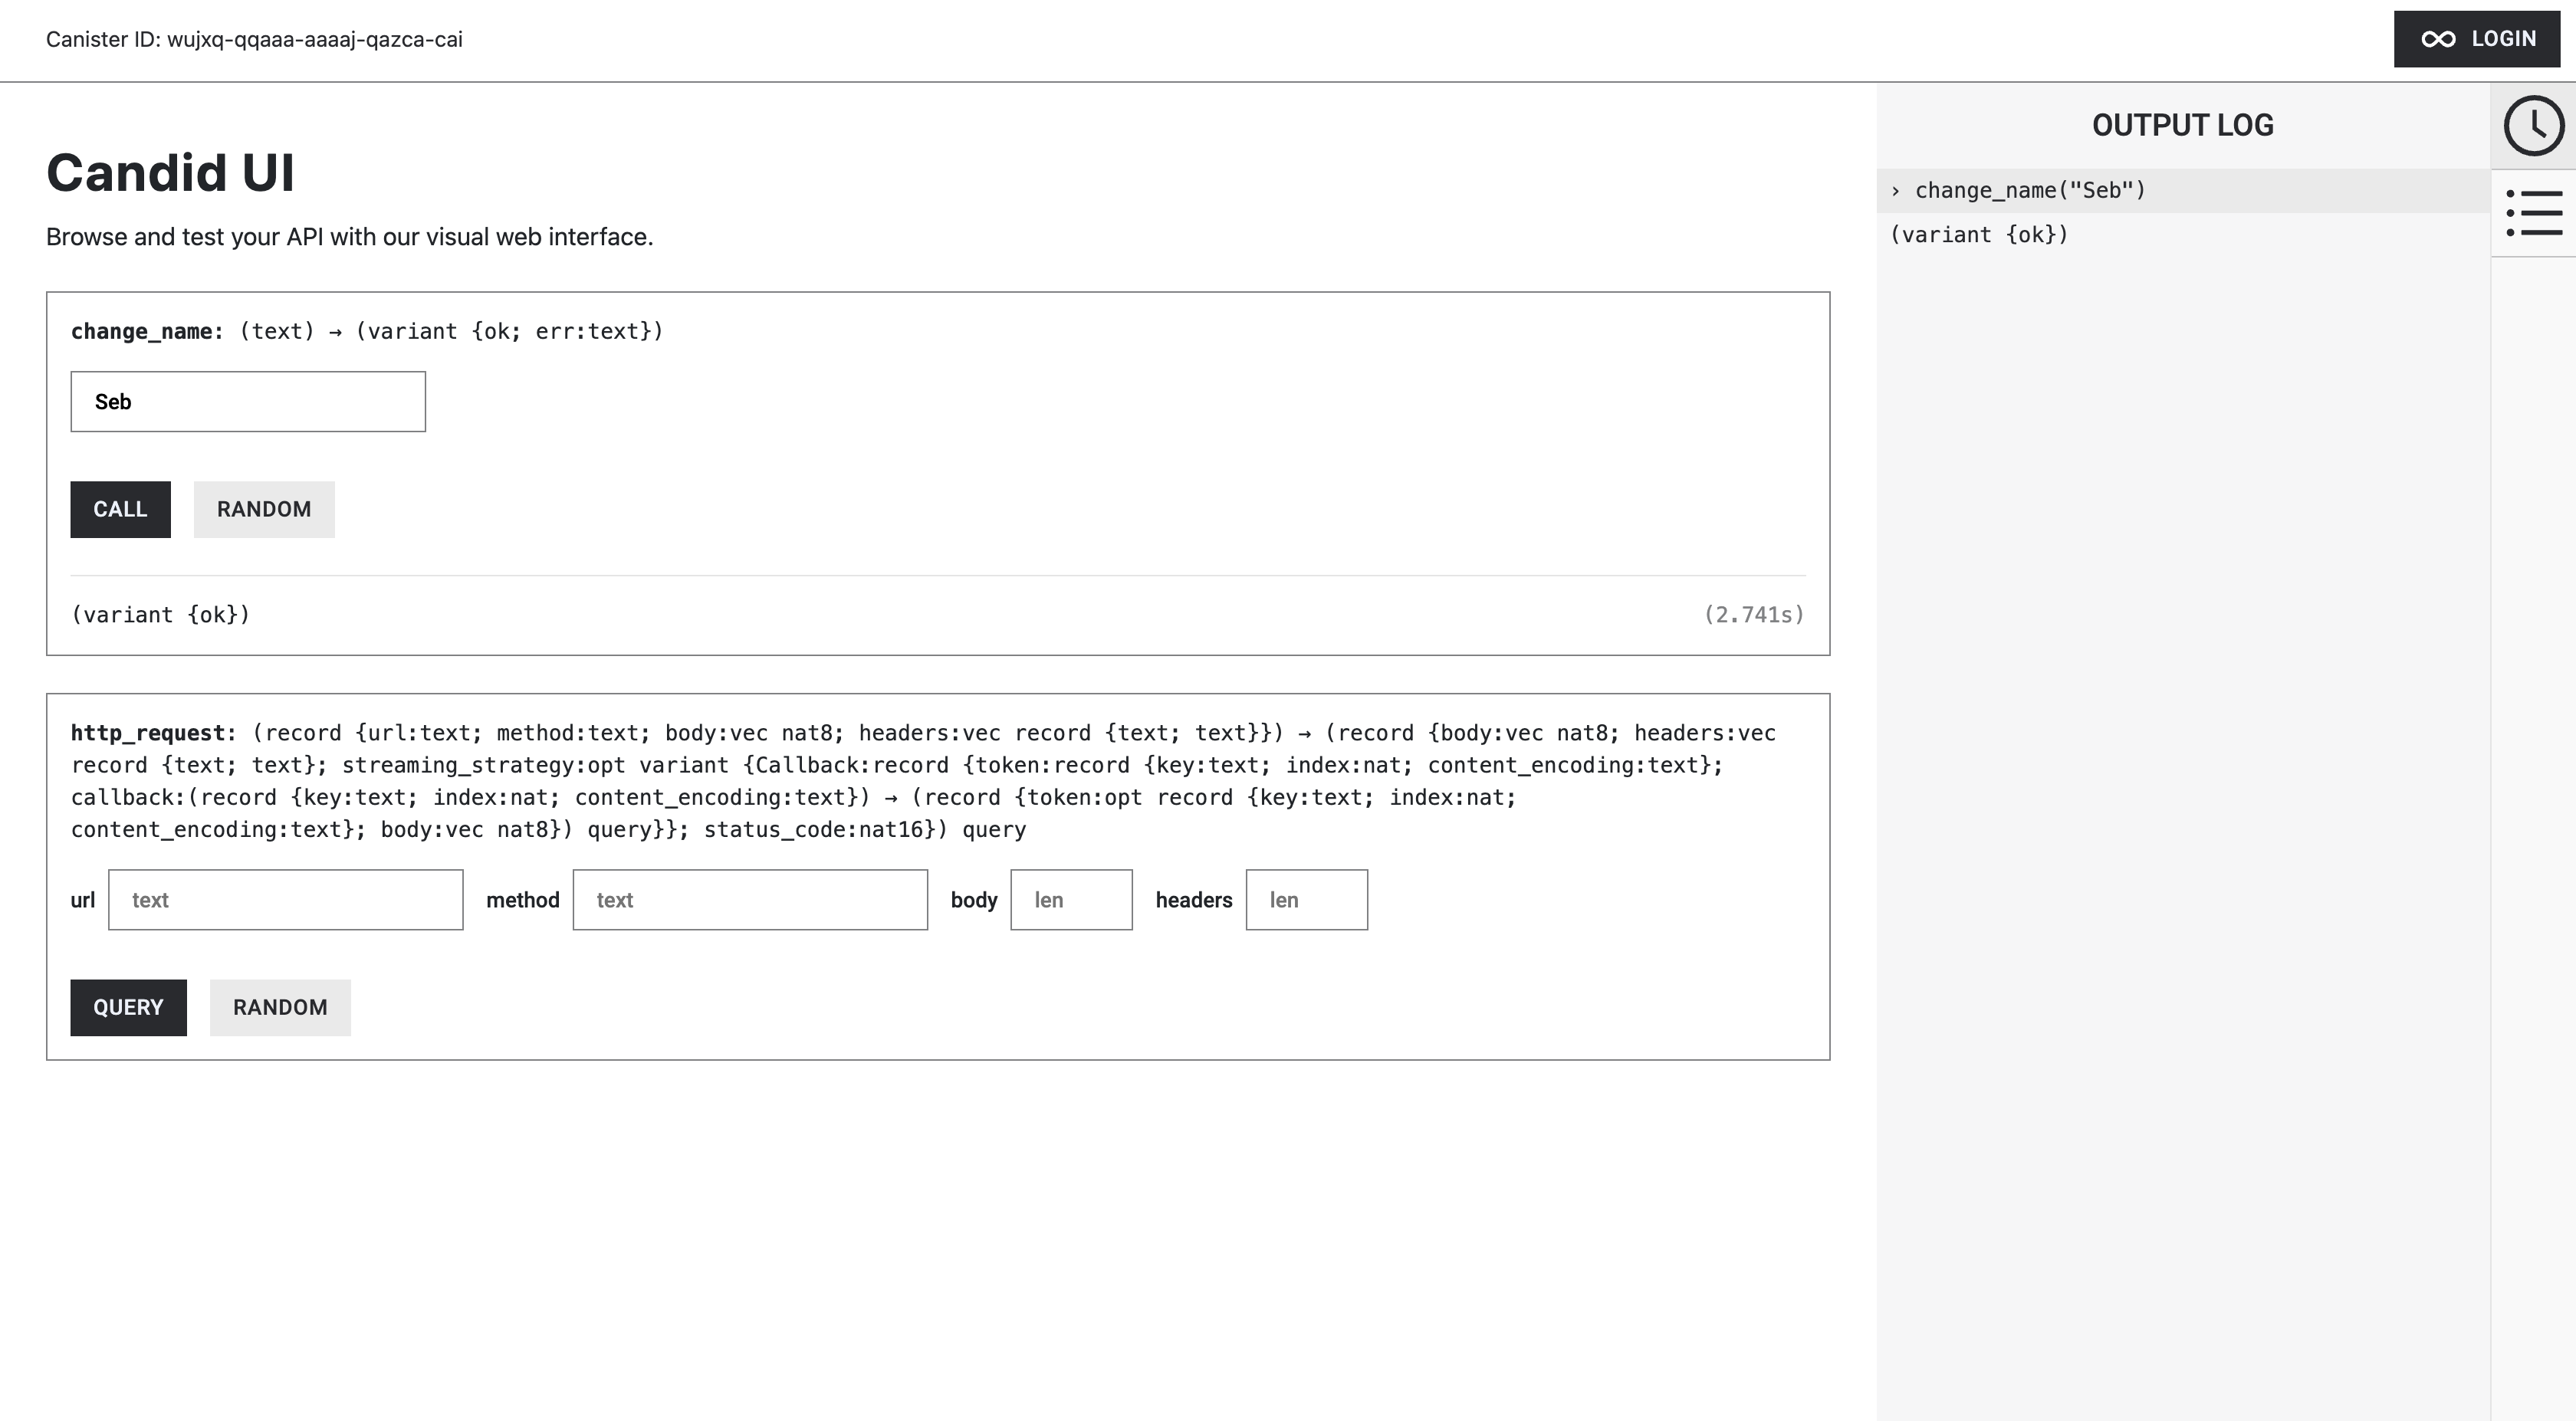 Canister ID: wujxq-qqaaa-aaaaj-qazca-cai
LOGIN
Candid UI
Browse and test your API with our visual web interface.
change_name: (text) → (variant {ok; err:text})
Seb
CALL
RANDOM
(variant {ok})
(2.741s)
http_request: (record {url:text; method:text; body:vec nat8; headers:vec record {text; text}}) → (record {body:vec nat8; headers:vec
record {text; text}; streaming_strategy:opt variant {Callback:record {token:record {key:text; index:nat; content_encoding:text};
callback:(record {key:text; index:nat; content_encoding:text}) → (record {token:opt record {key:text; index:nat;
content_encoding:text}; body:vec nat8}) query}}; status_code:nat16}) query
url text method text body len headers len
QUERY
RANDOM
OUTPUT LOG
› change_name("Seb")
(variant {ok})